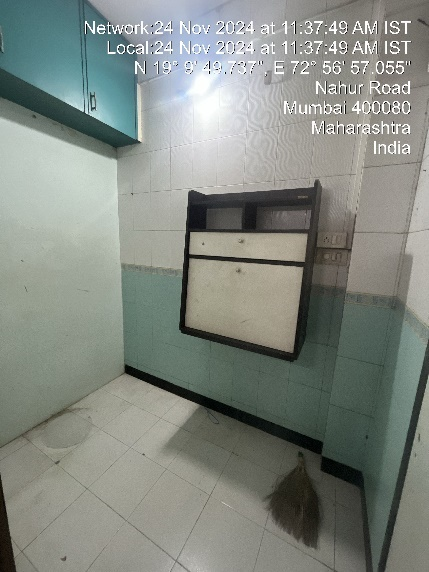 Network:24 Nov 2024 at 11:37:49 AM IST
Local:24 Nov 2024 at 11:37:49 AM IST
N 19° 9' 49.737", E 72° 56' 57.055"
Nahur Road
Mumbai 400080
Maharashtra
India